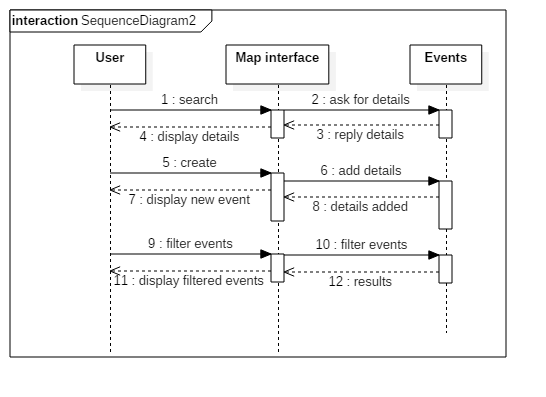 interaction SequenceDiagram2
User
Map interface
Events
1 : search
2 : ask for details
4 : display details
3 : reply details
5 : create
6 : add details
7 : display new event
8 : details added
9 : filter events
10 : filter events
11 : display filtered events
12 : results